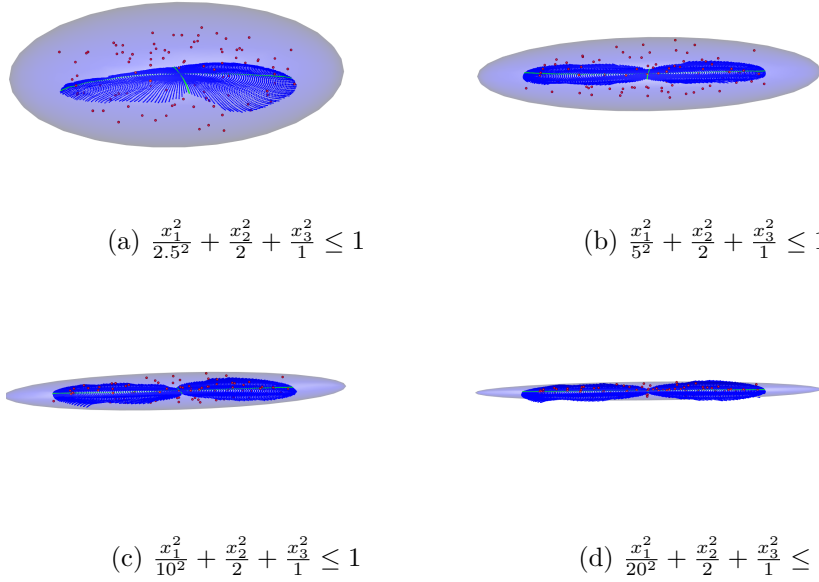 (a) $\frac{x_1^2}{2.5^2} + \frac{x_2^2}{2} + \frac{x_3^2}{1} \leq 1$
(b) $\frac{x_1^2}{5^2} + \frac{x_2^2}{2} + \frac{x_3^2}{1} \leq 1$
(c) $\frac{x_1^2}{10^2} + \frac{x_2^2}{2} + \frac{x_3^2}{1} \leq 1$
(d) $\frac{x_1^2}{20^2} + \frac{x_2^2}{2} + \frac{x_3^2}{1} \leq$